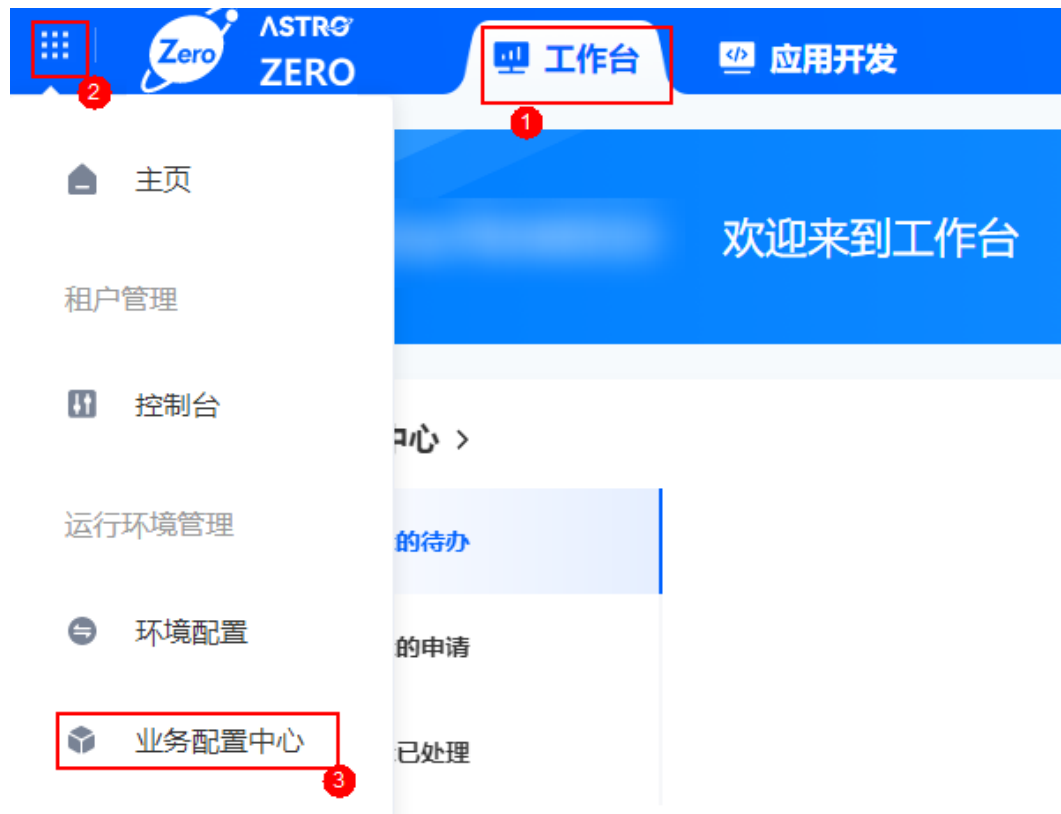 Zero
ASTRO
ZERO
工作台
应用开发
2
1
主页
欢迎来到工作台
租户管理
控制台
中心 >
运行环境管理
的待办
环境配置
的申请
业务配置中心
已处理
3